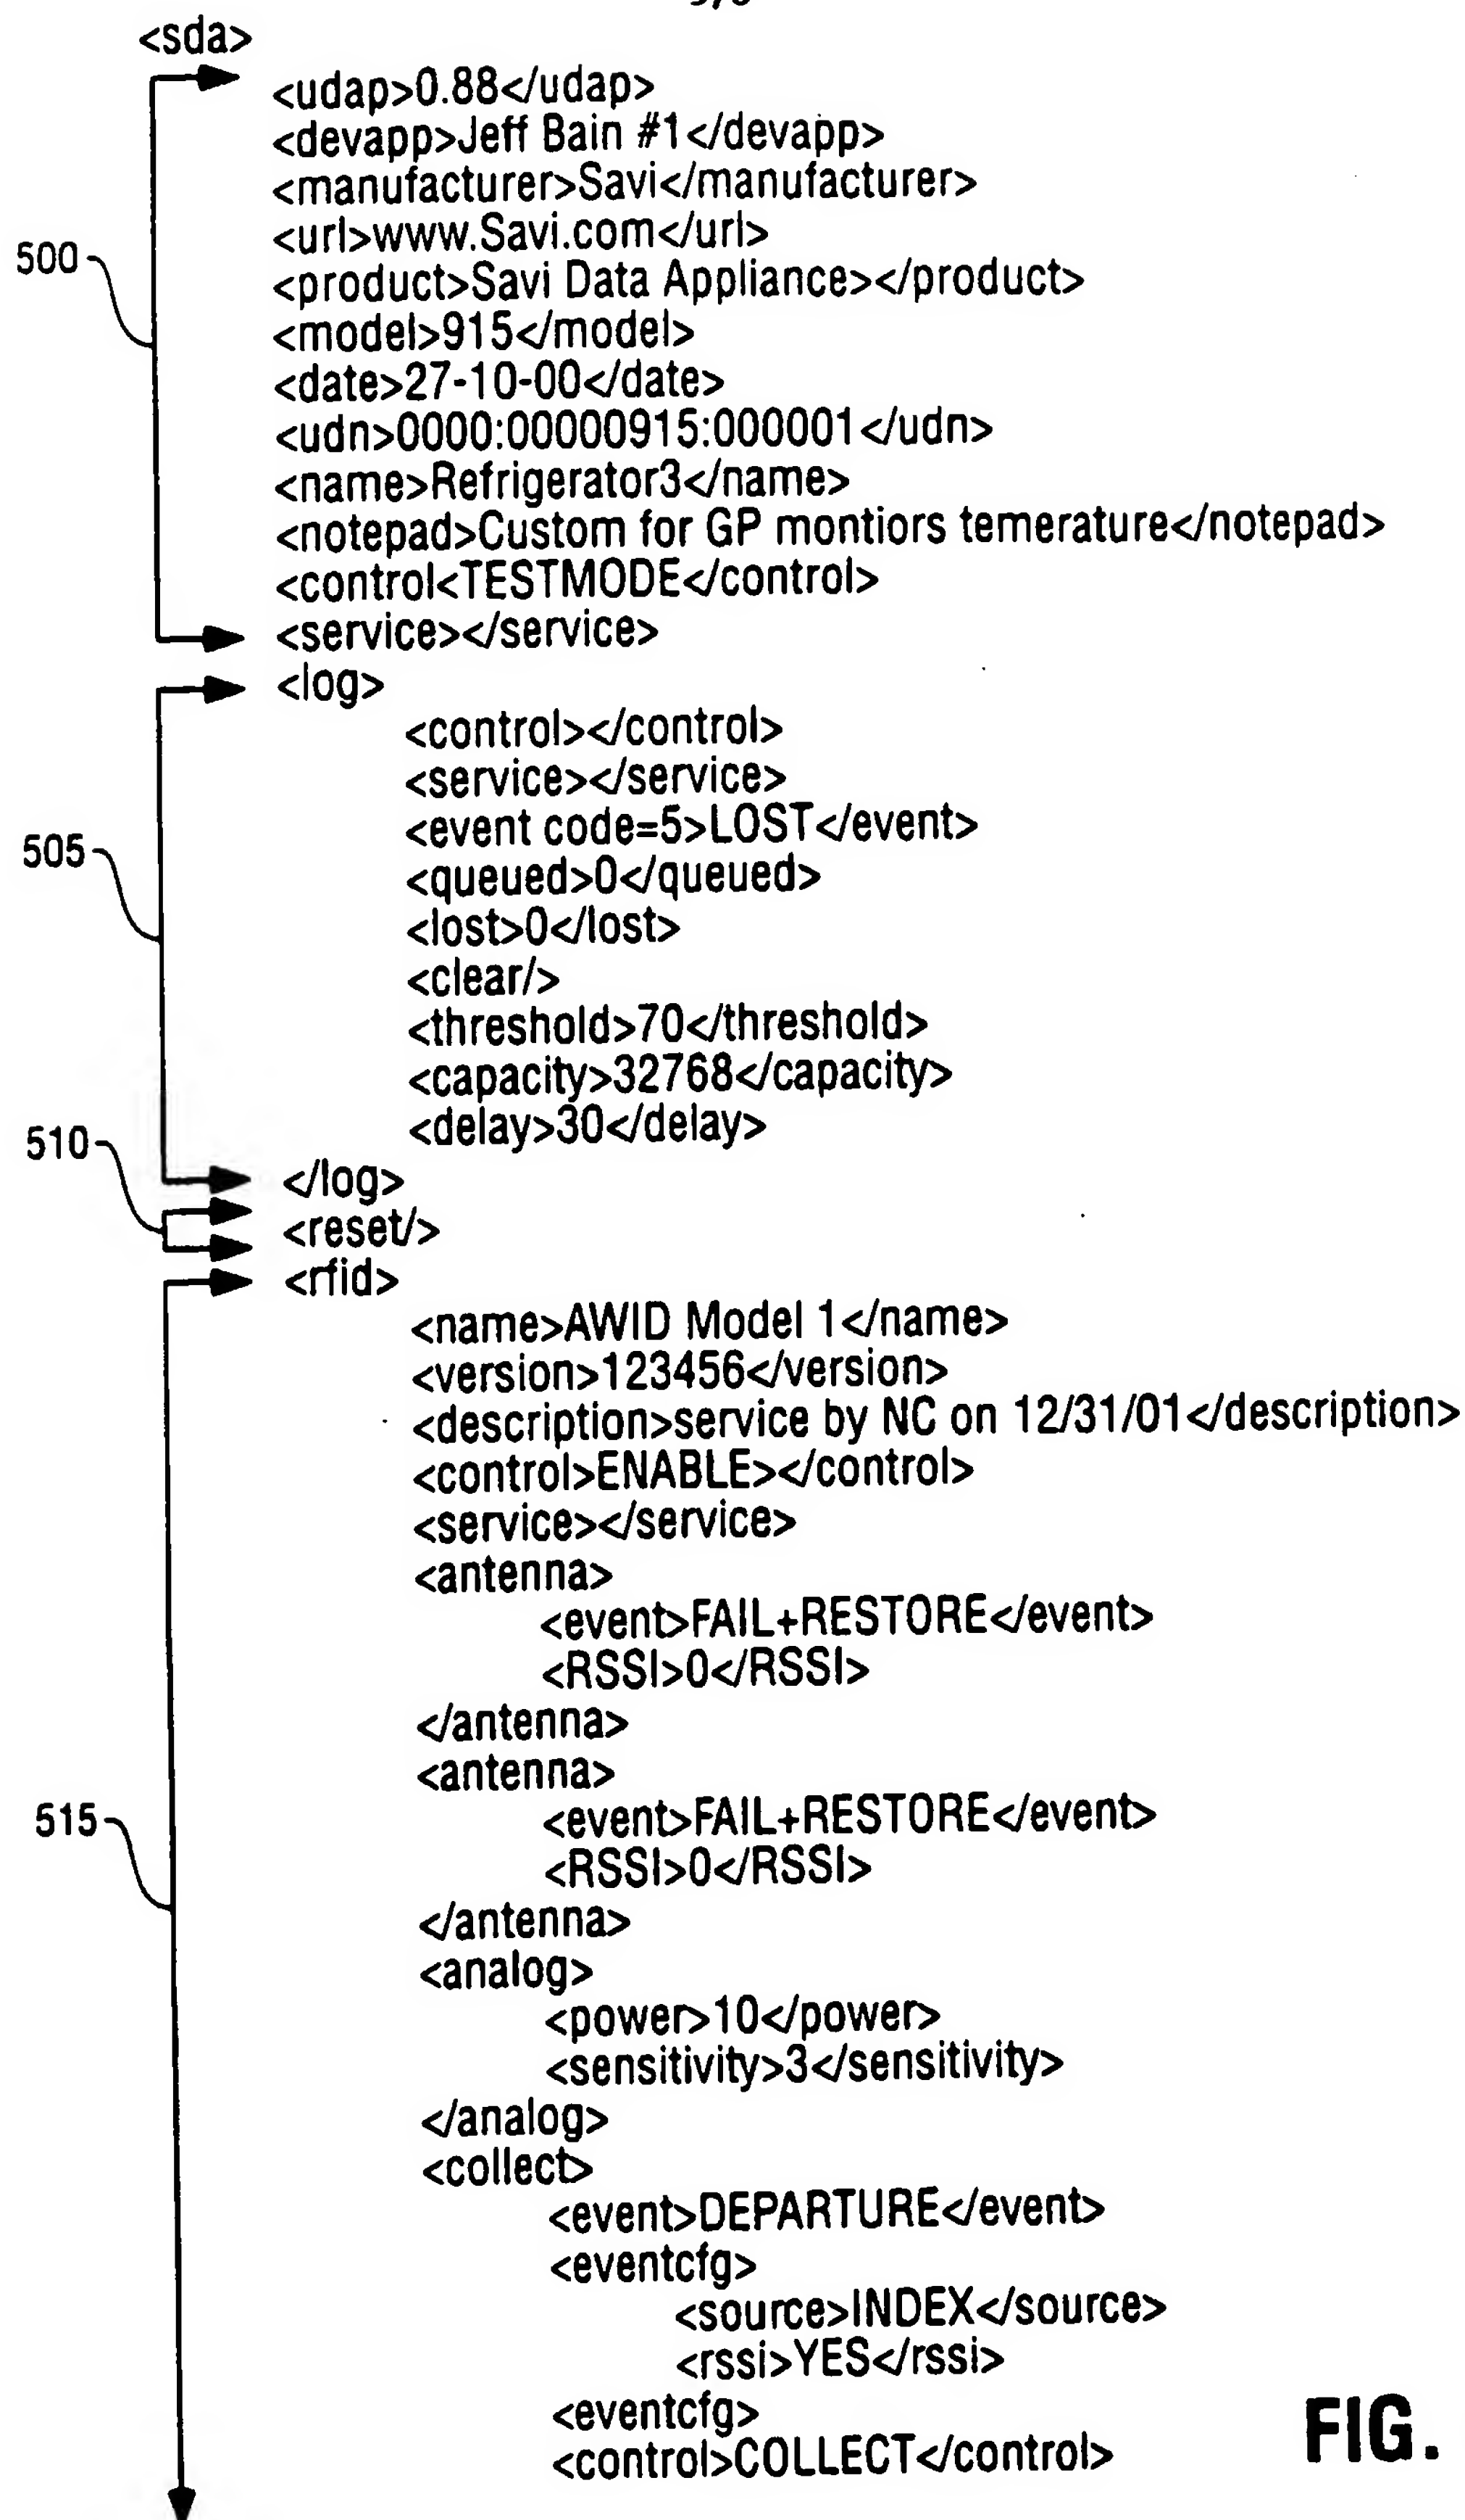 <sda>
<udap>0.88</udap>
<devapp>Jeff Bain #1</devapp>
<manufacturer>Savi</manufacturer>
<url>www.Savi.com</url>
500
<product>Savi Data Appliance></product>
<model>915</model>
<date>27-10-00</date>
<udn>0000:00000915:000001</udn>
<name>Refrigerator3</name>
<notepad>Custom for GP montiors temerature</notepad>
<control<TESTMODE</control>
<service></service>
<log>
<control></control>
<service></service>
<event code=5>LOST</event>
505
<queued>0</queued>
<lost>0</lost>
<clear/>
<threshold>70</threshold>
<capacity>32768</capacity>
<delay>30</delay>
510
</log>
<reset/>
<rfid>
<name>AWID Model 1</name>
<version>123456</version>
<description>service by NC on 12/31/01</description>
<control>ENABLE></control>
<service></service>
<antenna>
<event>FAIL+RESTORE</event>
<RSSI>0</RSSI>
</antenna>
<antenna>
515
<event>FAIL+RESTORE</event>
<RSSI>0</RSSI>
</antenna>
<analog>
<power>10</power>
<sensitivity>3</sensitivity>
</analog>
<collect>
<event>DEPARTURE</event>
<eventcfg>
<source>INDEX</source>
<rssi>YES</rssi>
<eventcfg>
FIG.
<control>COLLECT</control>